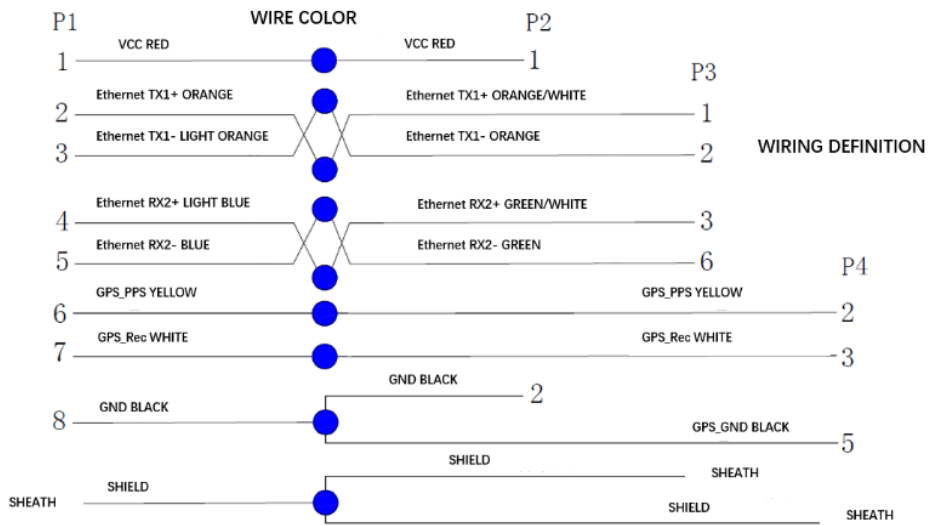 P1
WIRE COLOR
P2
VCC RED
VCC RED
1
1
P3
Ethernet TX1+ ORANGE
Ethernet TX1+ ORANGE/WHITE
2
1
Ethernet TX1- LIGHT ORANGE
Ethernet TX1- ORANGE
3
2
WIRING DEFINITION
Ethernet RX2+ LIGHT BLUE
Ethernet RX2+ GREEN/WHITE
4
3
Ethernet RX2- BLUE
Ethernet RX2- GREEN
5
6
P4
GPS_PPS YELLOW
GPS_PPS YELLOW
6
2
GPS_Rec WHITE
GPS_Rec WHITE
7
3
GND BLACK
2
GND BLACK
8
GPS_GND BLACK
5
SHIELD
SHEATH
SHIELD
SHEATH
SHIELD
SHEATH